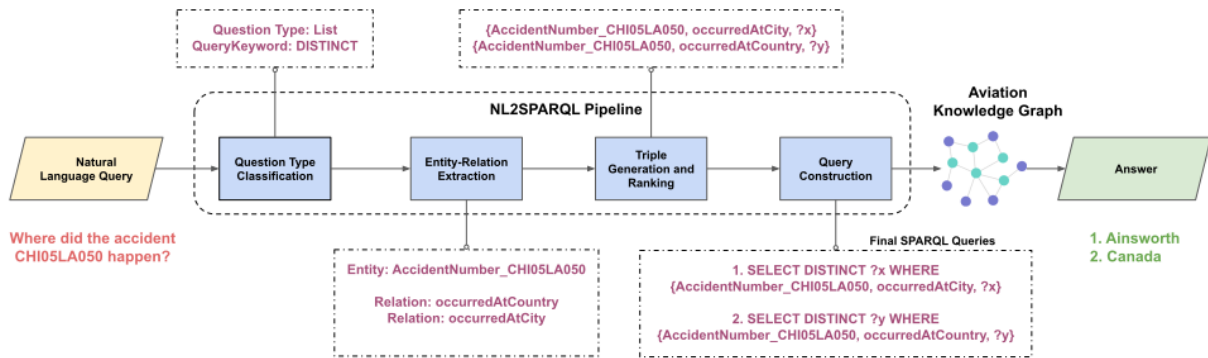 Question Type: List
QueryKeyword: DISTINCT
{AccidentNumber_CHI05LA050, occurredAtCity, ?x}
{AccidentNumber_CHI05LA050, occurredAtCountry, ?y}
NL2SPARQL Pipeline
Aviation
Knowledge Graph
Natural
Language Query
Question Type
Classification
Entity-Relation
Extraction
Triple
Generation and
Ranking
Query
Construction
Answer
Where did the accident
CHI05LA050 happen?
Entity: AccidentNumber_CHI05LA050
Relation: occurredAtCountry
Relation: occurredAtCity
Final SPARQL Queries
1. SELECT DISTINCT ?x WHERE
{AccidentNumber_CHI05LA050, occurredAtCity, ?x}
2. SELECT DISTINCT ?y WHERE
{AccidentNumber_CHI05LA050, occurredAtCountry, ?y}
1. Ainsworth
2. Canada